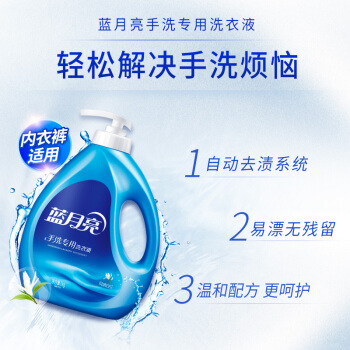 蓝月亮手洗专用洗衣液
轻松解决手洗烦恼
内衣裤
适用
1 自动去渍系统
2 易漂无残留
3 温和配方 更呵护
蓝月亮
手洗专用洗衣液